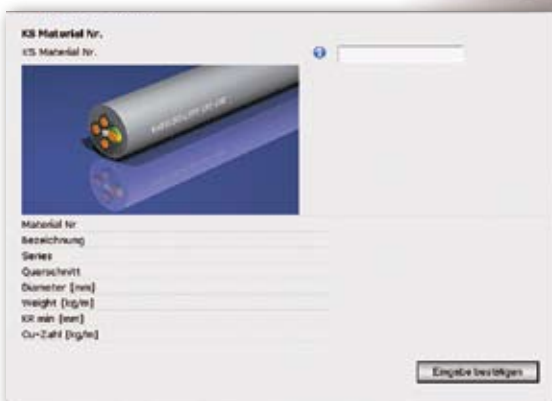 KS Material Nr.
KS Material Nr.
Material Nr
Bezeichnung
Series
Querschnitt
Diameter [mm]
Weight [kg/m]
KR min [mm]
Cu-Zahl [kg/m]
Eingabe bestätigen